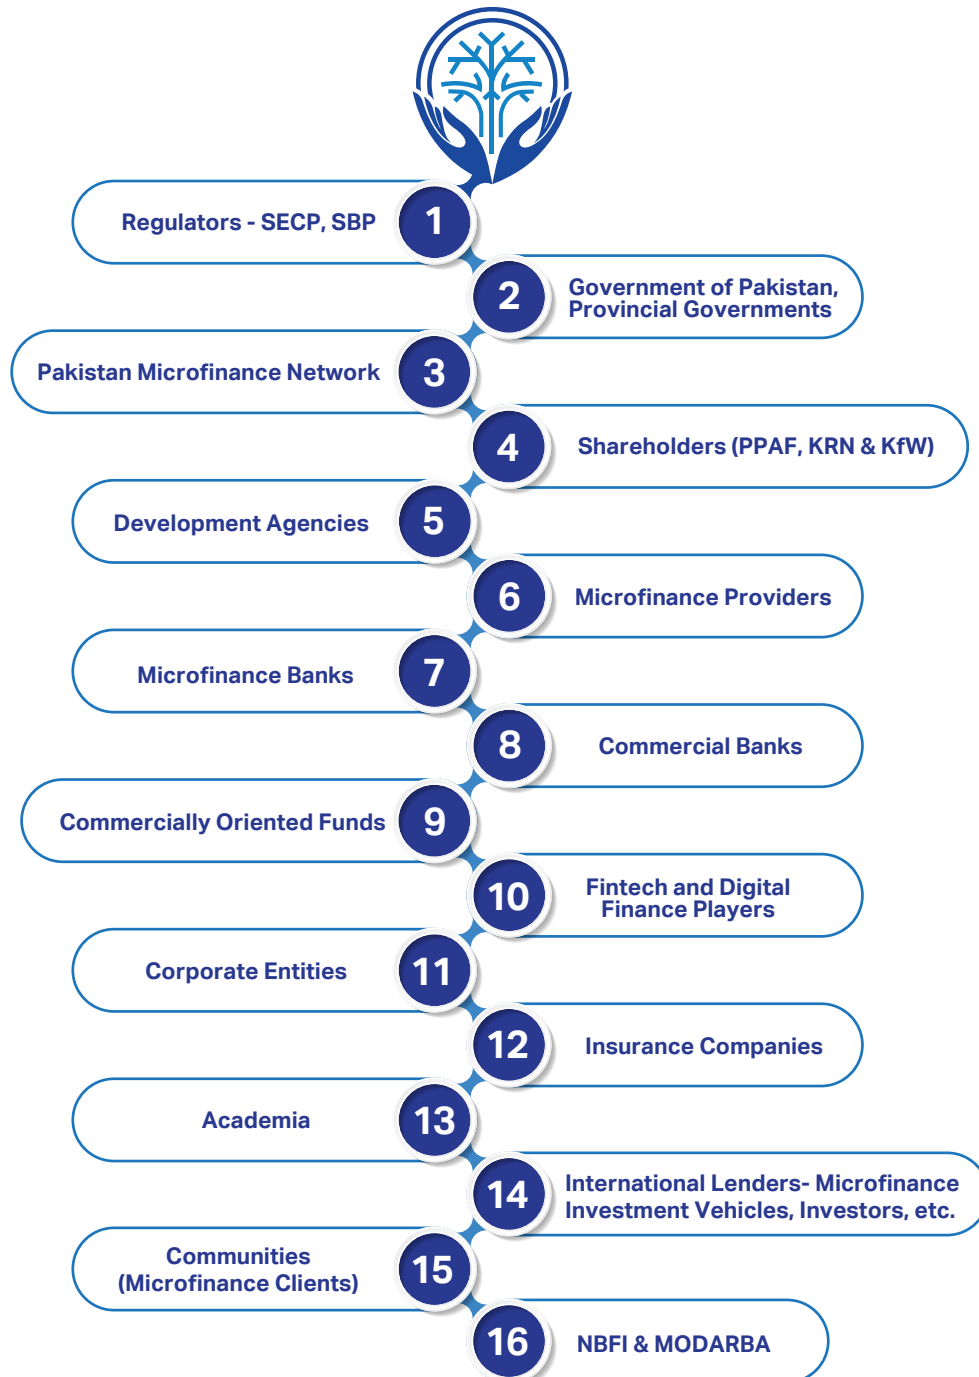 Regulators - SECP, SBP
1
2
Government of Pakistan,
Provincial Governments
Pakistan Microfinance Network
3
4
Shareholders (PPAF, KRN & KfW)
Development Agencies
5
6
Microfinance Providers
Microfinance Banks
7
8
Commercial Banks
Commercially Oriented Funds
9
10
Fintech and Digital
Finance Players
Corporate Entities
11
12
Insurance Companies
Academia
13
14
International Lenders- Microfinance
Investment Vehicles, Investors, etc.
Communities
(Microfinance Clients)
15
16
NBFI & MODARBA